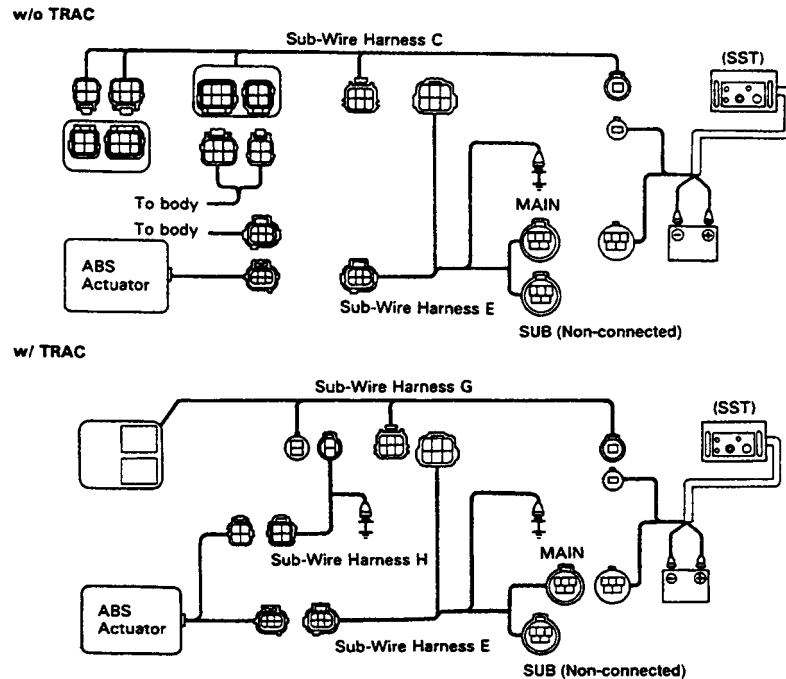 w/o TRAC
Sub-Wire Harness C
(SST)
To body
To body
MAIN
ABS
Actuator
Sub-Wire Harness E
SUB (Non-connected)
w/ TRAC
Sub-Wire Harness G
(SST)
Sub-Wire Harness H
MAIN
ABS
Actuator
Sub-Wire Harness E
SUB (Non-connected)